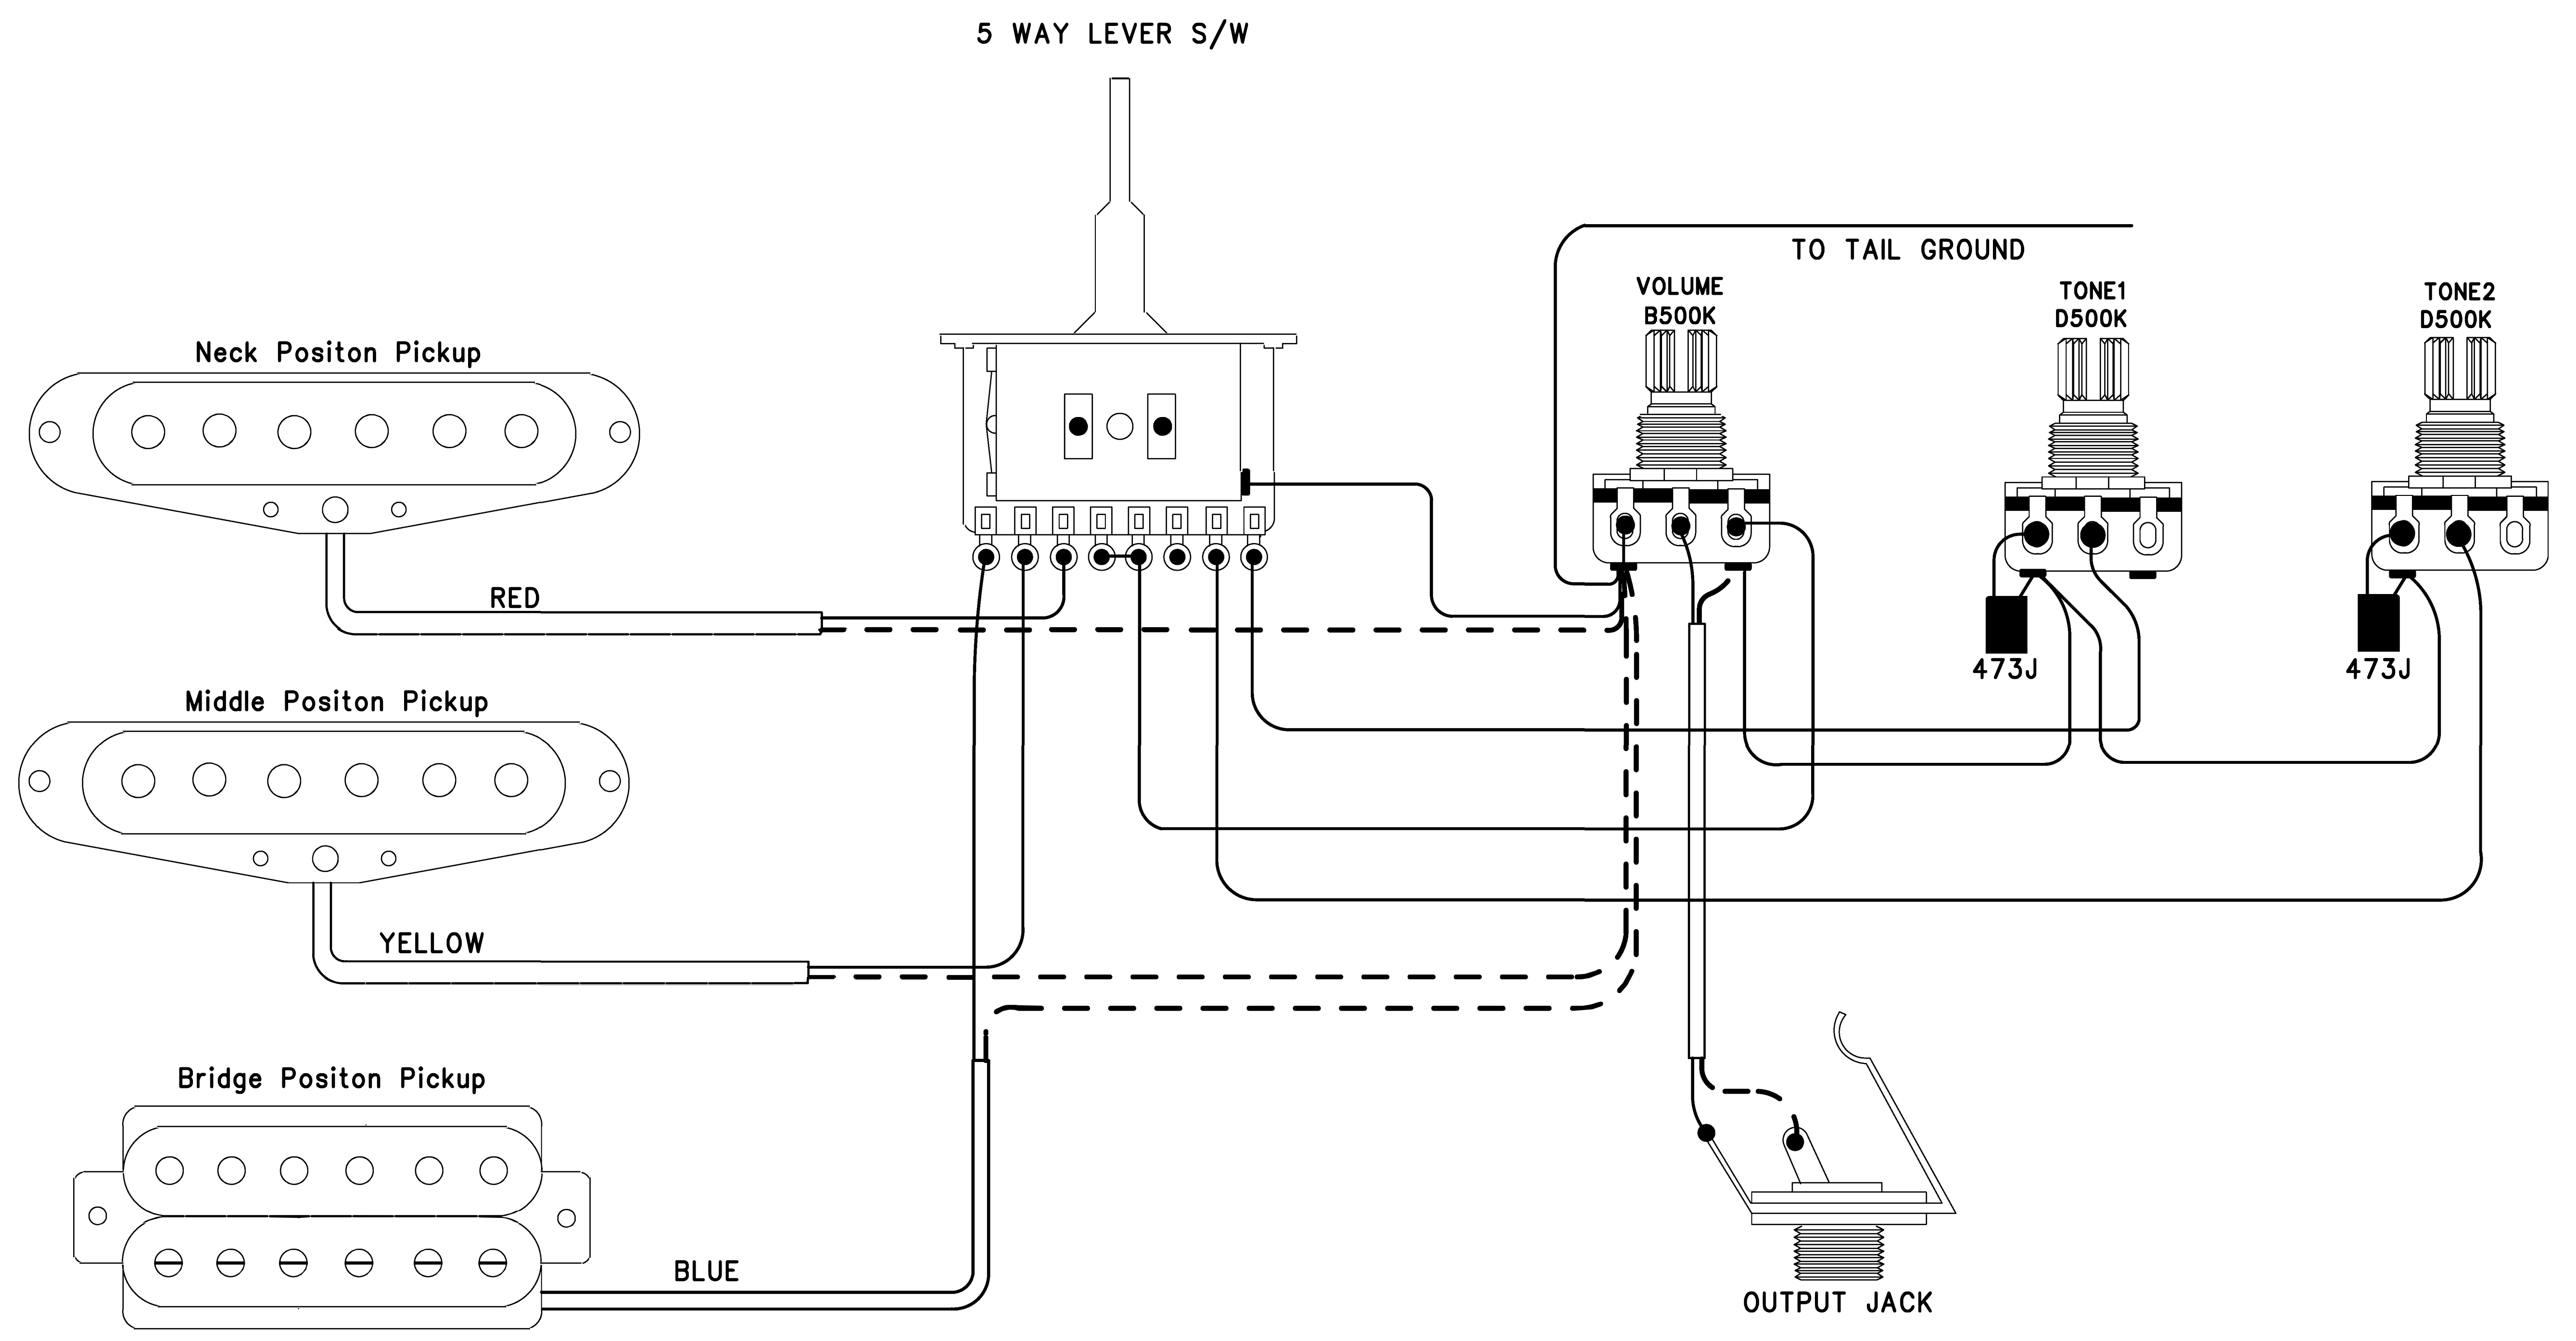 5 WAY LEVER S/W
TO TAIL GROUND
VOLUME
B500K
TONE1
D500K
TONE2
D500K
Neck Positon Pickup
RED
473J
473J
Middle Positon Pickup
YELLOW
Bridge Positon Pickup
BLUE
OUTPUT JACK